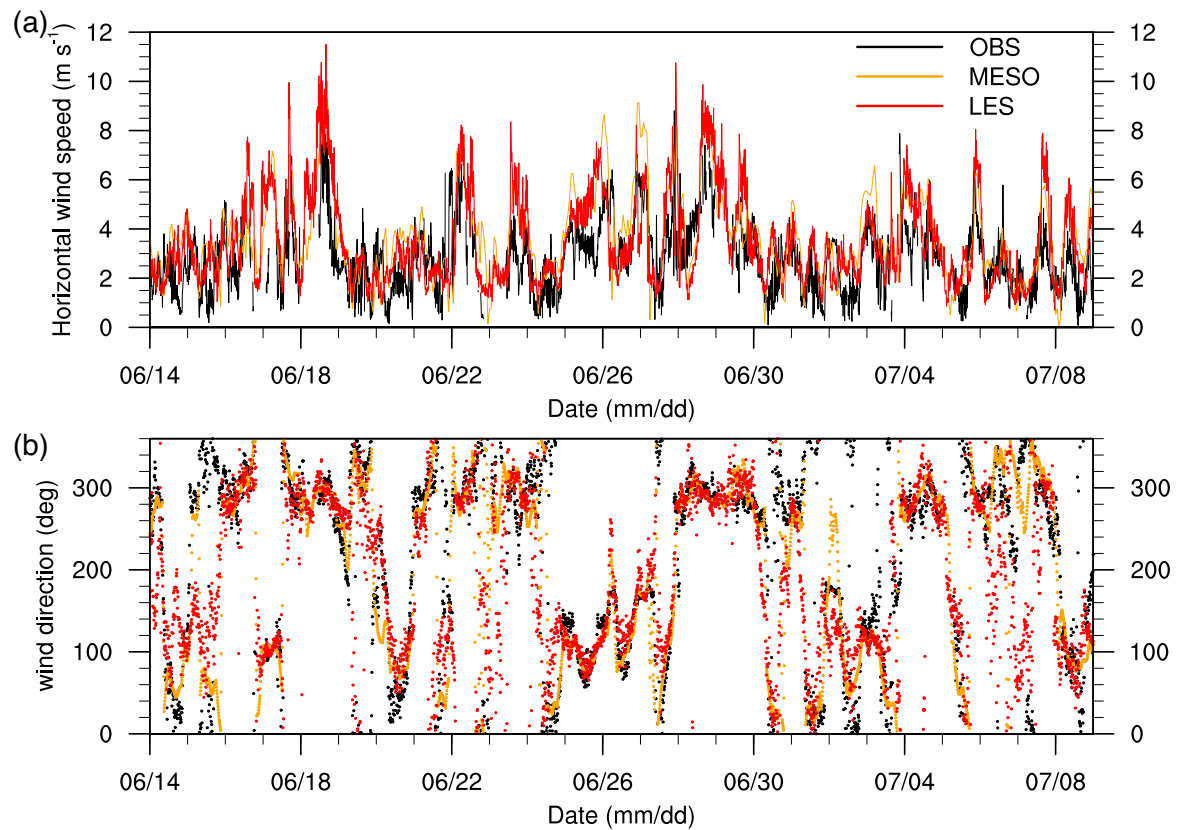 (a)
Horizontal wind speed (m s⁻¹)
12
10
8
6
4
2
0
12
10
8
6
4
2
0
OBS
MESO
LES
06/14 06/18 06/22 06/26 06/30 07/04 07/08
Date (mm/dd)
(b)
wind direction (deg)
300
200
100
0
300
200
100
0
06/14 06/18 06/22 06/26 06/30 07/04 07/08
Date (mm/dd)